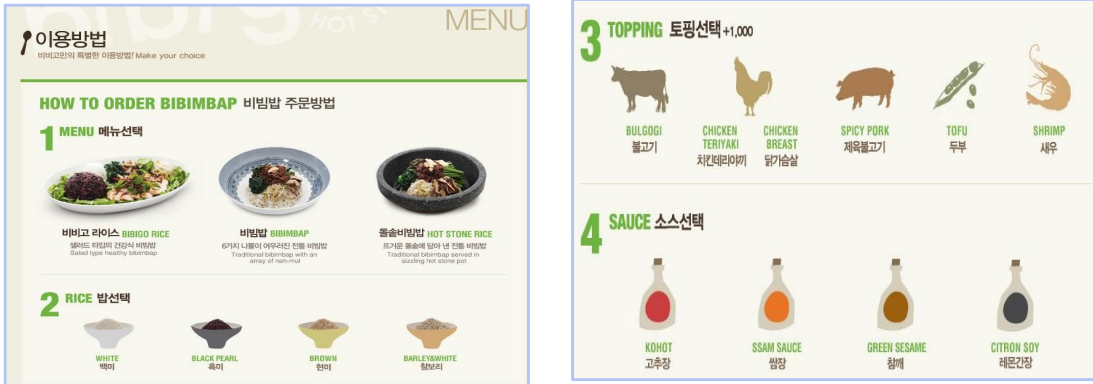 MENU
이용방법
비비고만의 특별한 이용방법! Make your choice
HOW TO ORDER BIBIMBAP 비빔밥 주문방법
1 MENU 메뉴선택
비비고 라이스 BIBIGO RICE
샐러드 타입의 건강식 비빔밥
Salad type healthy bibimbap
비빔밥 BIBIMBAP
6가지 나물이 어우러진 전통 비빔밥
Traditional bibimbap with an
array of nah-mul
돌솥비빔밥 HOT STONE RICE
뜨거운 돌솥에 담아 낸 전통 비빔밥
Traditional bibimbap served in
sizzling hot stone pot
2 RICE 밥선택
WHITE
백미
BLACK PEARL
흑미
BROWN
현미
BARLEY&WHITE
찰보리
3 TOPPING 토핑선택 +1,000
BULGOGI
불고기
CHICKEN
TERIYAKI
치킨데리야끼
CHICKEN
BREAST
닭가슴살
SPICY PORK
제육불고기
TOFU
두부
SHRIMP
새우
4 SAUCE 소스선택
KOHOT
고추장
SSAM SAUCE
쌈장
GREEN SESAME
참깨
CITRON SOY
레몬간장